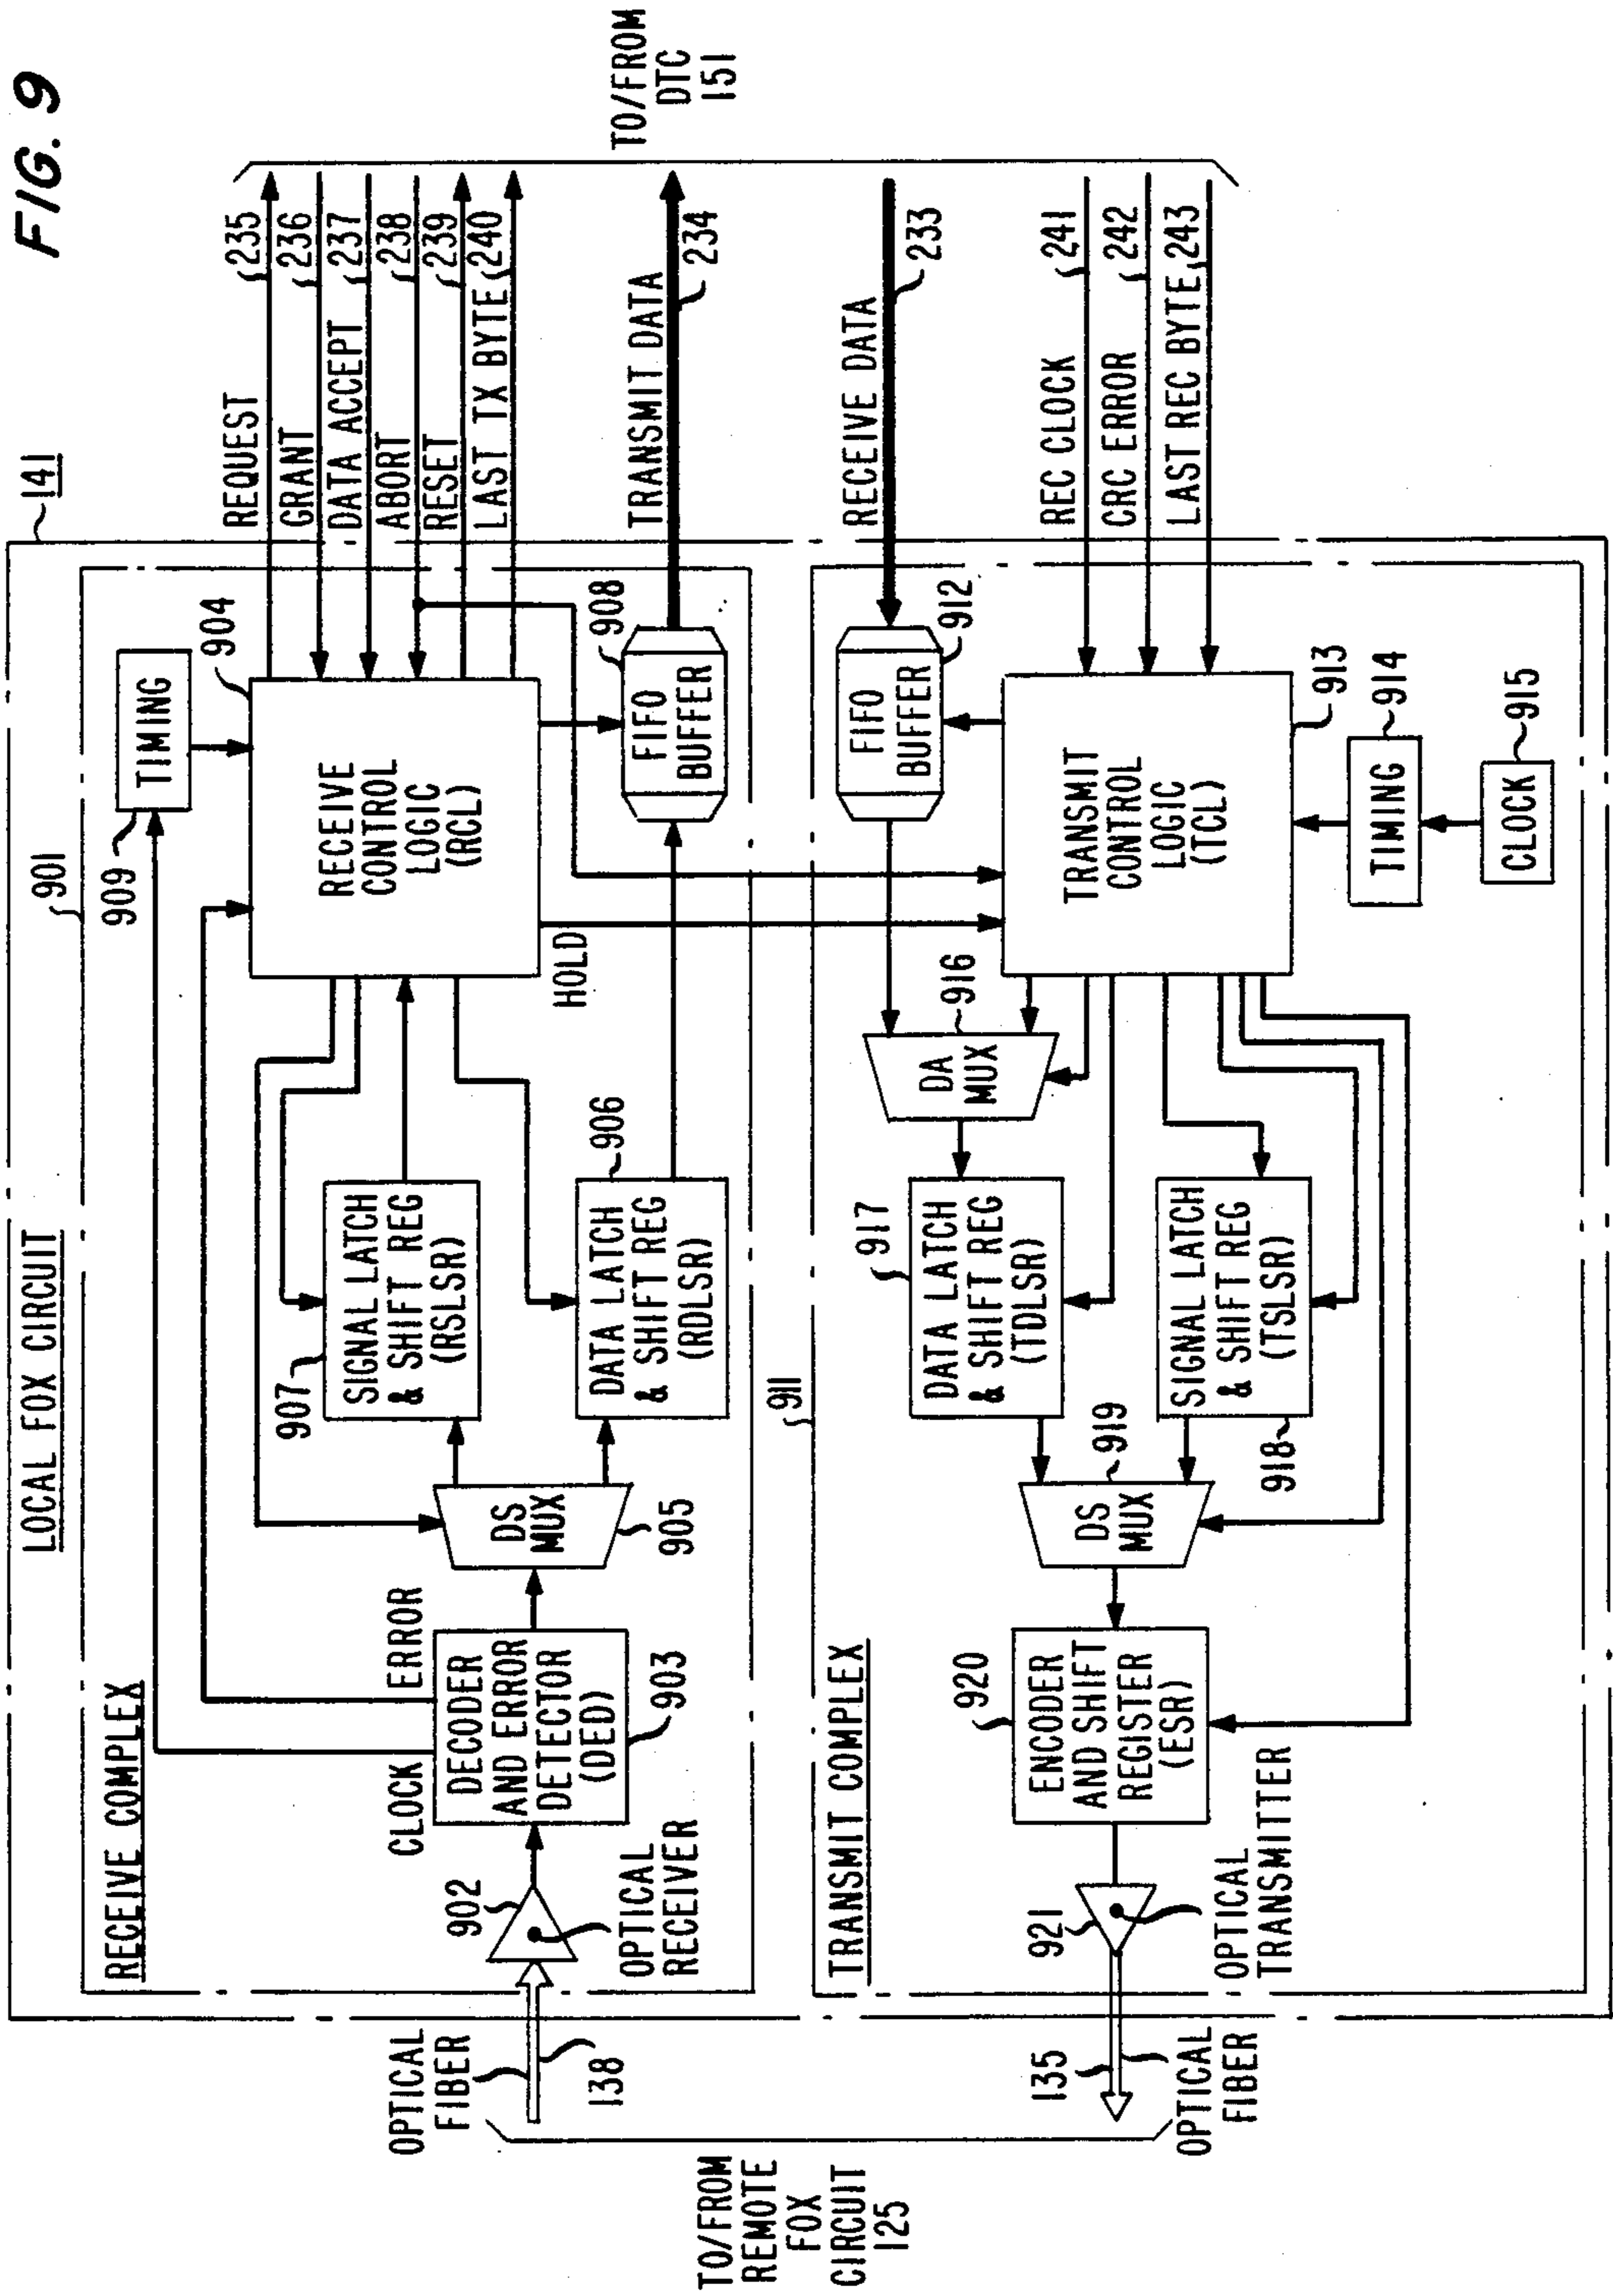 FIG. 9
LOCAL FOX CIRCUIT
141
RECEIVE COMPLEX
901
909
TIMING
904
RECEIVE
CONTROL
LOGIC
(RCL)
CLOCK
ERROR
902
OPTICAL
RECEIVER
DECODER
AND ERROR
DETECTOR
(DED)
903
DS
MUX
905
907
SIGNAL LATCH
& SHIFT REG
(RSLSR)
906
DATA LATCH
& SHIFT REG
(RDLSR)
HOLD
908
FIFO
BUFFER
REQUEST
235
GRANT
236
DATA ACCEPT
237
ABORT
238
RESET
239
LAST TX BYTE
240
TRANSMIT DATA
234
TO/FROM
DTC
151
RECEIVE DATA
233
REC CLOCK
241
CRC ERROR
242
LAST REC BYTE
243
OPTICAL
FIBER
138
TO/FROM
REMOTE
FOX
CIRCUIT
125
135
OPTICAL
FIBER
TRANSMIT COMPLEX
911
921
OPTICAL
TRANSMITTER
920
ENCODER
AND SHIFT
REGISTER
(ESR)
919
DS
MUX
917
DATA LATCH
& SHIFT REG
(TDLSR)
SIGNAL LATCH
& SHIFT REG
(TSLSR)
918
916
DA
MUX
FIFO
BUFFER
912
TRANSMIT
CONTROL
LOGIC
(TCL)
913
TIMING
914
CLOCK
915